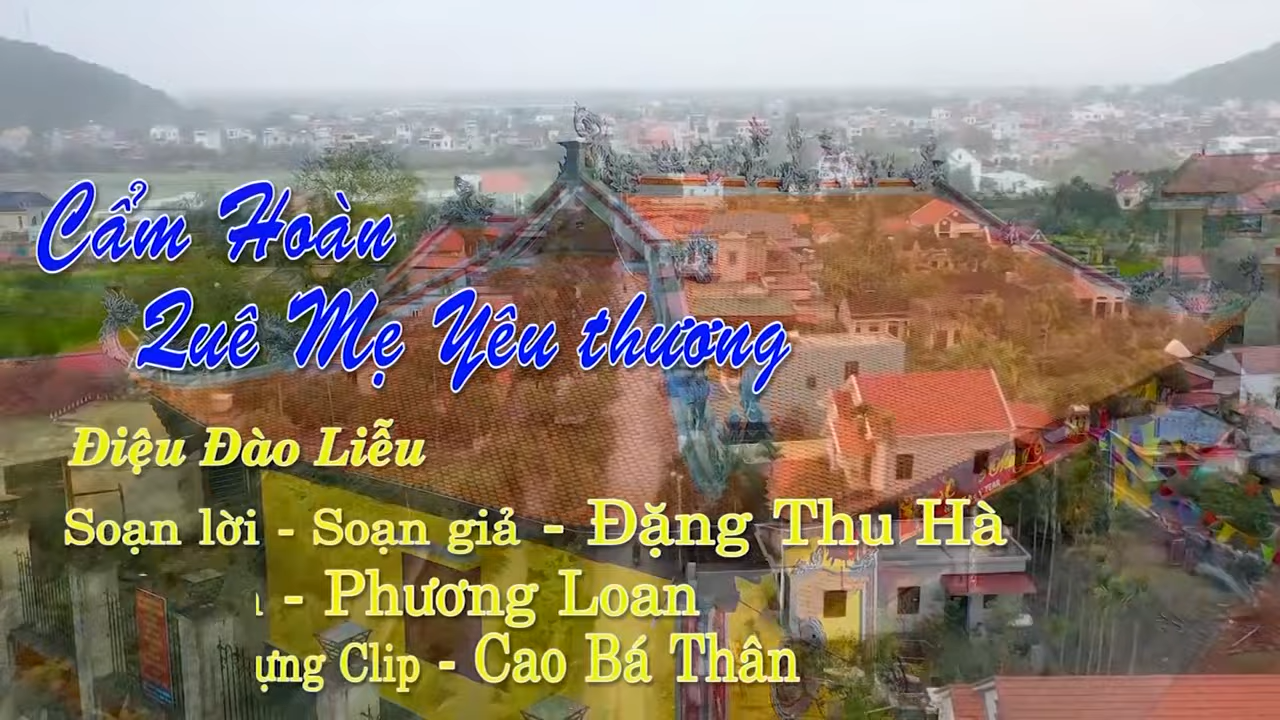 Cẩm Hoàn
Quê Mẹ Yêu thương
Điệu Đào Liễu
Soạn lời - Soạn giả - Đặng Thu Hà
- Phương Loan
ựng Clip - Cao Bá Thân